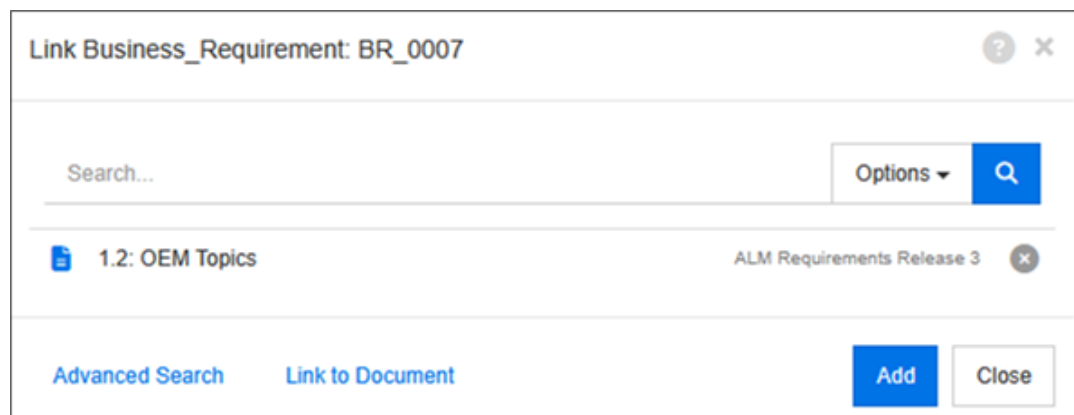 Link Business_Requirement: BR_0007
Search...
Options
1.2: OEM Topics
ALM Requirements Release 3
Advanced Search
Link to Document
Add
Close